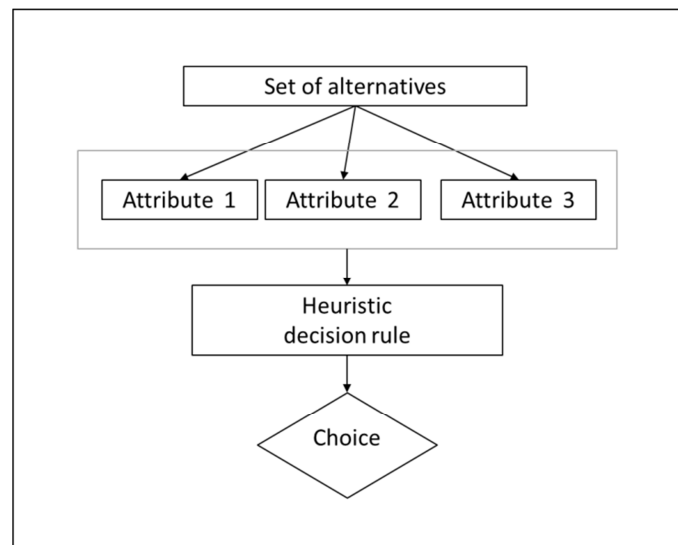 Set of alternatives
Attribute 1
Attribute 2
Attribute 3
Heuristic
decision rule
Choice